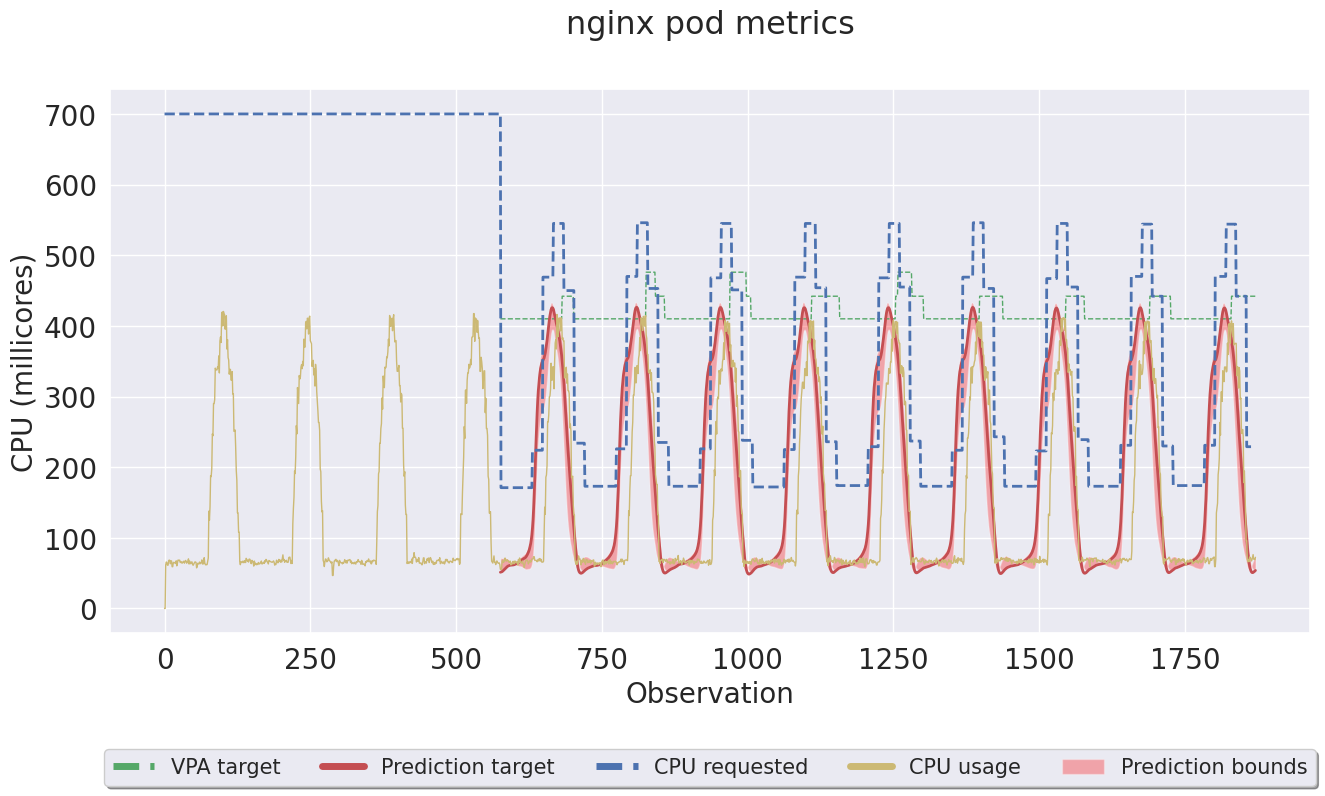 nginx pod metrics
700
600
500
400
300
200
100
0
CPU (millicores)
0 250 500 750 1000 1250 1500 1750
Observation
VPA target Prediction target CPU requested CPU usage Prediction bounds